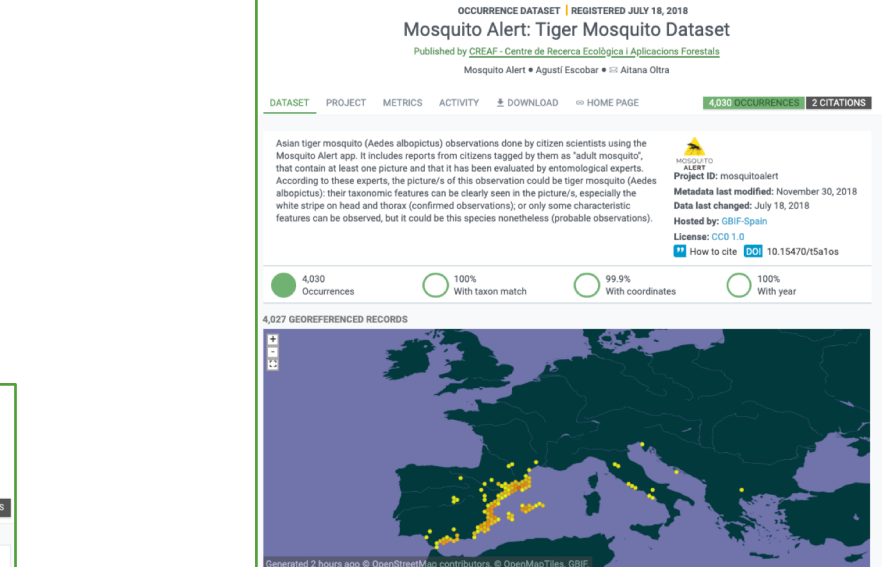 OCCURRENCE DATASET | REGISTERED JULY 18, 2018
Mosquito Alert: Tiger Mosquito Dataset
Published by CREAF - Centre de Recerca Ecològica i Aplicacions Forestals
Mosquito Alert • Agustí Escobar • Aitana Oltra
DATASET PROJECT METRICS ACTIVITY DOWNLOAD HOME PAGE 4,030 OCCURRENCES 2 CITATIONS
Asian tiger mosquito (Aedes albopictus) observations done by citizen scientists using the
Mosquito Alert app. It includes reports from citizens tagged by them as "adult mosquito",
that contain at least one picture and that it has been evaluated by entomological experts.
According to these experts, the picture/s of this observation could be tiger mosquito (Aedes
albopictus): their taxonomic features can be clearly seen in the picture/s, especially the
white stripe on head and thorax (confirmed observations); or only some characteristic
features can be observed, but it could be this species nonetheless (probable observations).
MOSQUITO
ALERT
Project ID: mosquitoalert
Metadata last modified: November 30, 2018
Data last changed: July 18, 2018
Hosted by: GBIF-Spain
License: CC0 1.0
How to cite DOI 10.15470/t5a1os
4,030
Occurrences
100%
With taxon match
99.9%
With coordinates
100%
With year
4,027 GEOREFERENCED RECORDS
+
-
Generated 2 hours ago © OpenStreetMap contributors, © OpenMapTiles, GBIF.
S